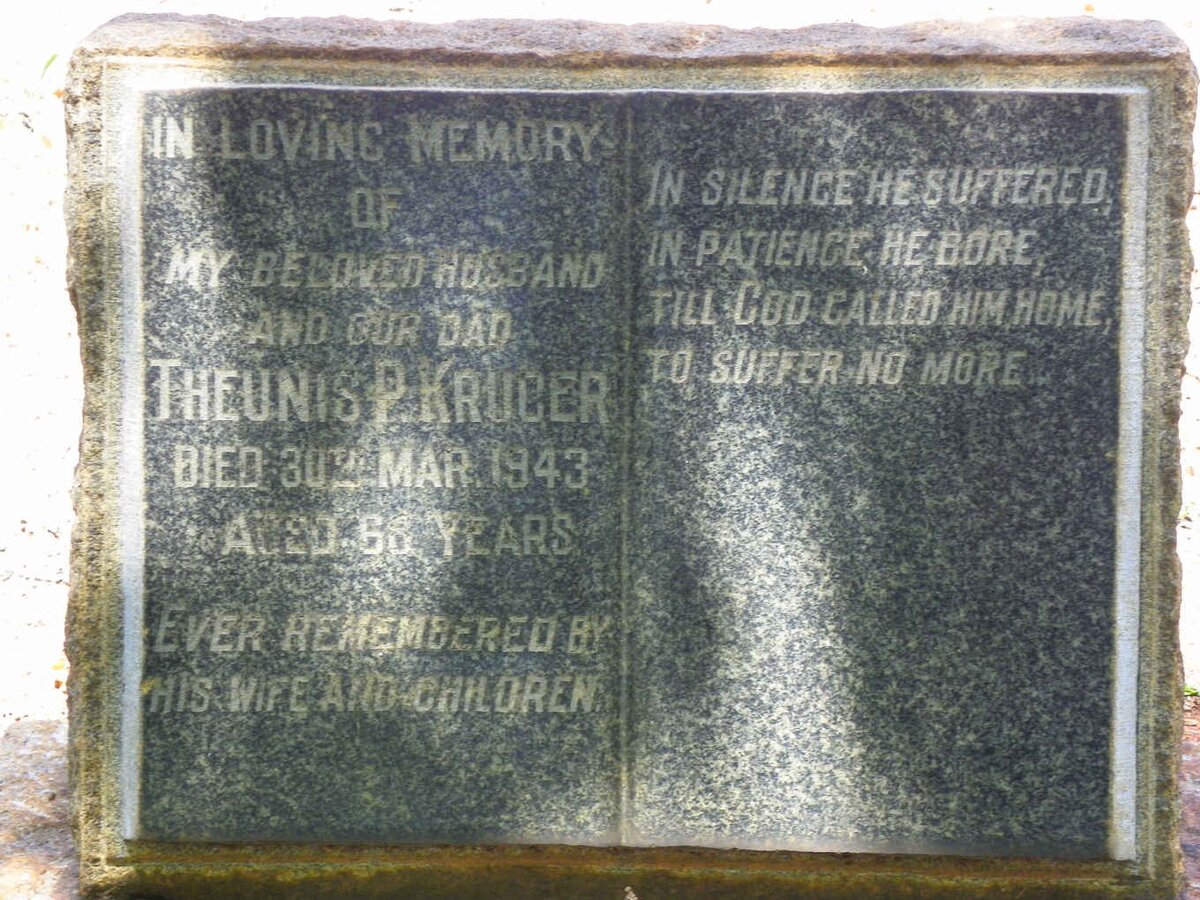 IN LOVING MEMORY
OF
MY BELOVED HUSBAND
AND OUR DAD
THEUNIS P. KRUGER
DIED 30TH MAR. 1943
AGED 68 YEARS
EVER REMEMBERED BY
HIS WIFE AND CHILDREN.
IN SILENCE HE SUFFERED,
IN PATIENCE HE BORE,
TILL GOD CALLED HIM HOME,
TO SUFFER NO MORE..